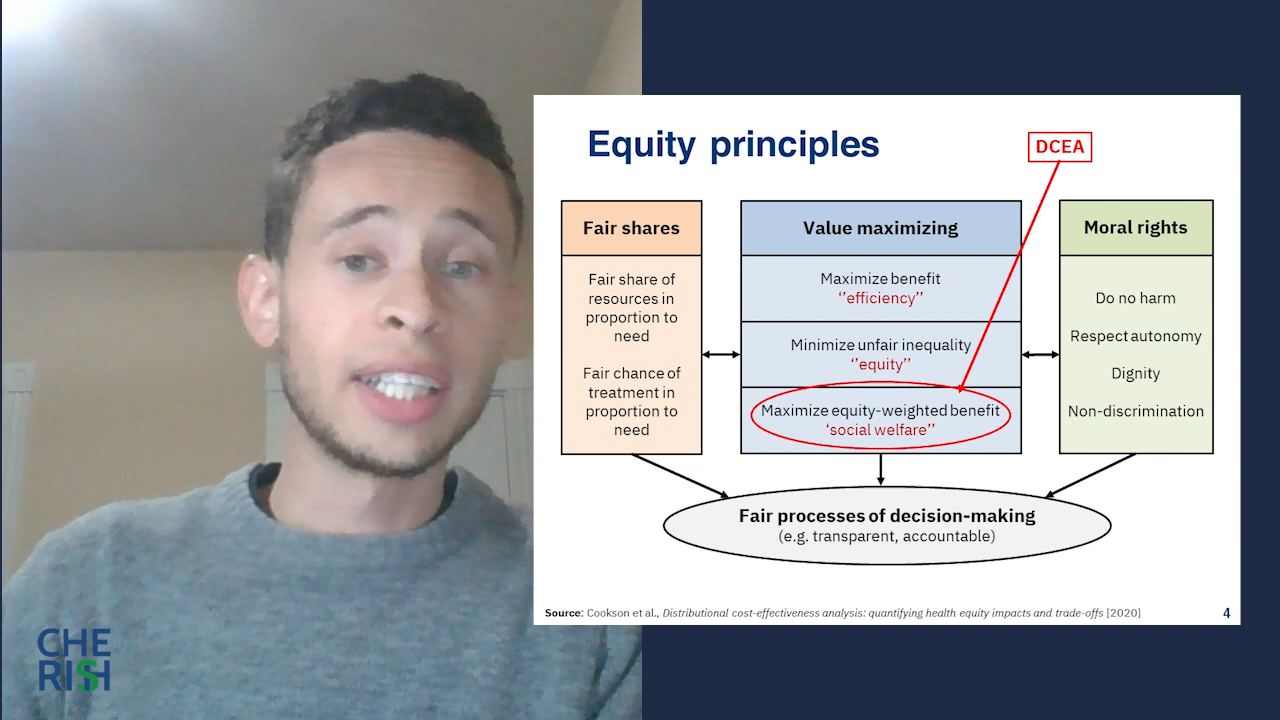 Equity principles
DCEA
Fair shares
Fair share of
resources in
proportion to
need
Fair chance of
treatment in
proportion to
need
Value maximizing
Maximize benefit
‘’efficiency’’
Minimize unfair inequality
‘’equity’’
Maximize equity-weighted benefit
‘social welfare’’
Moral rights
Do no harm
Respect autonomy
Dignity
Non-discrimination
Fair processes of decision-making
(e.g. transparent, accountable)
Source: Cookson et al., Distributional cost-effectiveness analysis: quantifying health equity impacts and trade-offs [2020]
4
CHE
RISH